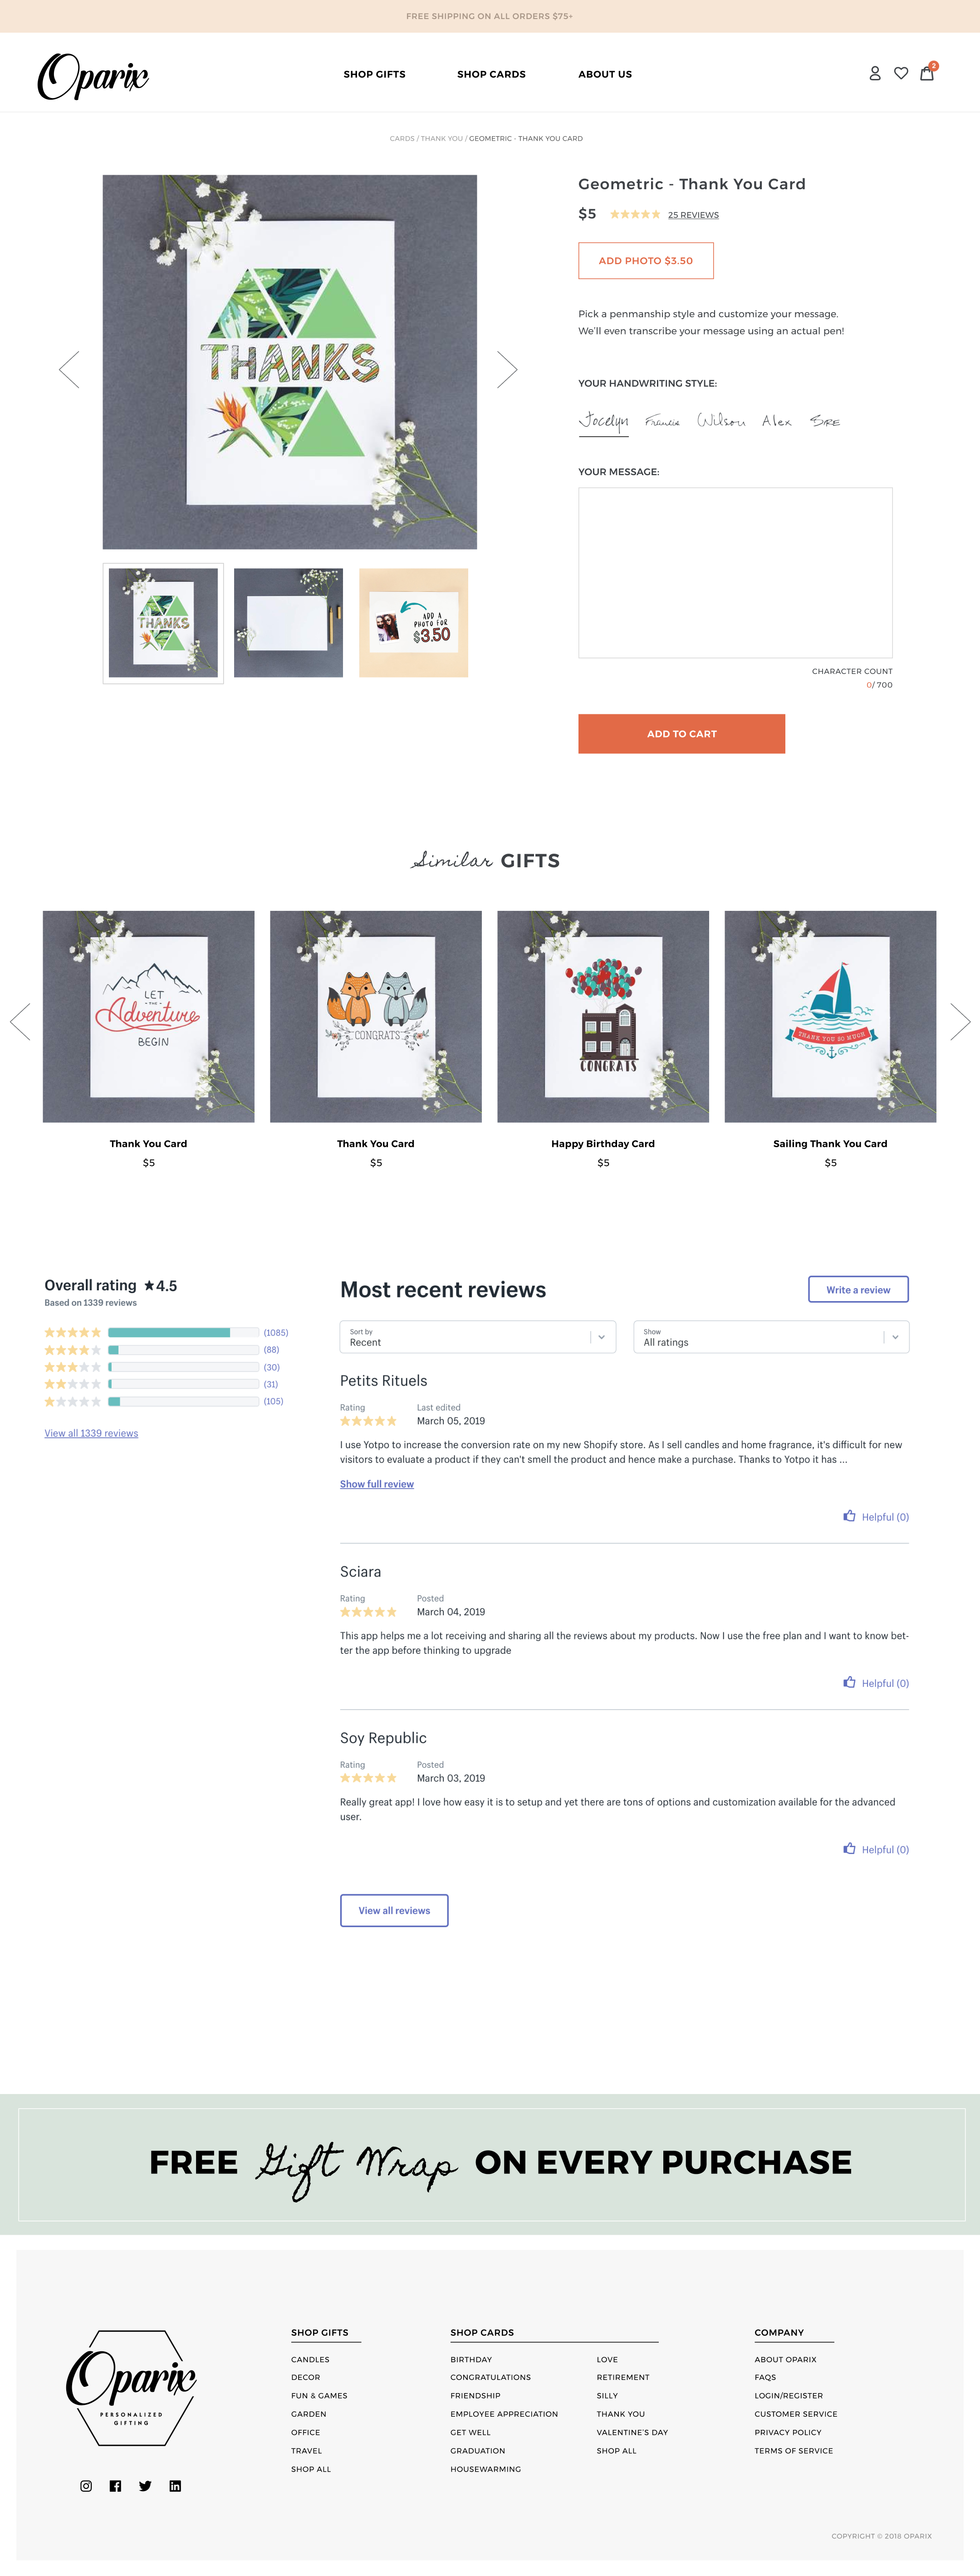 FREE SHIPPING ON ALL ORDERS $75+
Oparix
SHOP GIFTS
SHOP CARDS
ABOUT US
2
CARDS / THANK YOU / GEOMETRIC - THANK YOU CARD
THANKS
THANKS
ADD A
PHOTO FOR
$3.50
Geometric - Thank You Card
$5
25 REVIEWS
ADD PHOTO $3.50
Pick a penmanship style and customize your message.
We'll even transcribe your message using an actual pen!
YOUR HANDWRITING STYLE:
Jocelyn Francie Wilson Alex SIRE
YOUR MESSAGE:
CHARACTER COUNT
0/ 700
ADD TO CART
Similar GIFTS
LET
THE
Adventure
BEGIN
CONGRATS
CONGRATS
THANK YOU SO MUCH
Thank You Card
$5
Thank You Card
$5
Happy Birthday Card
$5
Sailing Thank You Card
$5
Overall rating ★4.5
Based on 1339 reviews
(1085)
(88)
(30)
(31)
(105)
View all 1339 reviews
Most recent reviews
Write a review
Sort by
Recent
Show
All ratings
Petits Rituels
Rating
Last edited
March 05, 2019
I use Yotpo to increase the conversion rate on my new Shopify store. As I sell candles and home fragrance, it's difficult for new
visitors to evaluate a product if they can't smell the product and hence make a purchase. Thanks to Yotpo it has ...
Show full review
Helpful (0)
Sciara
Rating
Posted
March 04, 2019
This app helps me a lot receiving and sharing all the reviews about my products. Now I use the free plan and I want to know bet-
ter the app before thinking to upgrade
Helpful (0)
Soy Republic
Rating
Posted
March 03, 2019
Really great app! I love how easy it is to setup and yet there are tons of options and customization available for the advanced
user.
Helpful (0)
View all reviews
FREE Gift Wrap ON EVERY PURCHASE
Oparix
PERSONALIZED
GIFTING
SHOP GIFTS
CANDLES
DECOR
FUN & GAMES
GARDEN
OFFICE
TRAVEL
SHOP ALL
SHOP CARDS
BIRTHDAY
CONGRATULATIONS
FRIENDSHIP
EMPLOYEE APPRECIATION
GET WELL
GRADUATION
HOUSEWARMING
LOVE
RETIREMENT
SILLY
THANK YOU
VALENTINE'S DAY
SHOP ALL
COMPANY
ABOUT OPARIX
FAQS
LOGIN/REGISTER
CUSTOMER SERVICE
PRIVACY POLICY
TERMS OF SERVICE
COPYRIGHT © 2018 OPARIX